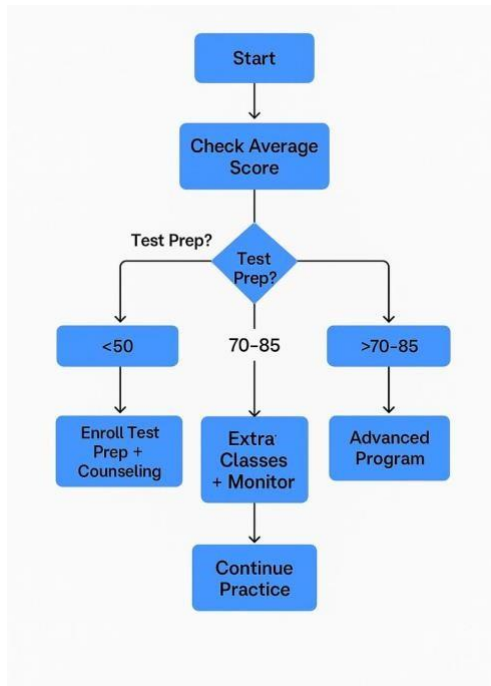 Start
Check Average
Score
Test Prep?
Test
Prep?
<50
70–85
>70–85
Enroll Test
Prep +
Counseling
Extra
Classes
+ Monitor
Advanced
Program
Continue
Practice